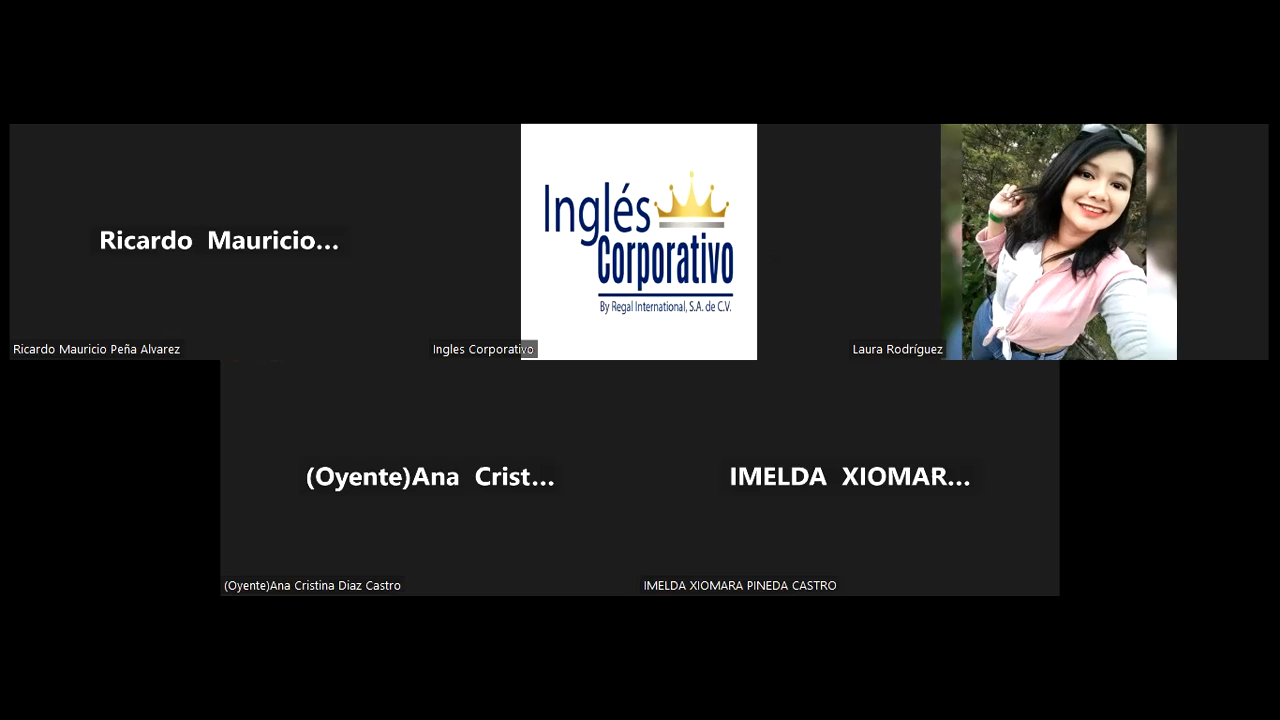 Ricardo Mauricio...
Inglés
Corporativo
By Regal International, S.A. de C.V.
Ricardo Mauricio Peña Alvarez
Ingles Corporativo
Laura Rodríguez
(Oyente)Ana Crist...
IMELDA XIOMAR...
(Oyente)Ana Cristina Diaz Castro
IMELDA XIOMARA PINEDA CASTRO